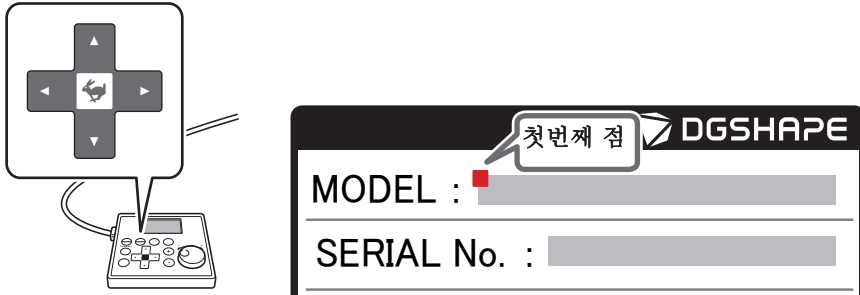 첫번째 점
DGSHAPE
MODEL :
SERIAL No. :